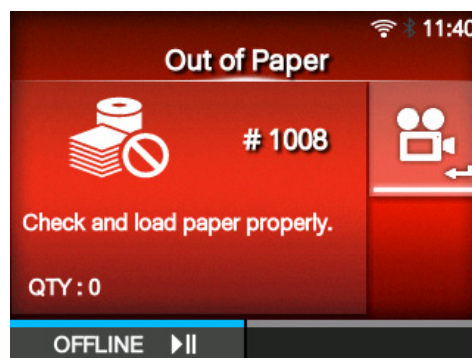 11:40
Out of Paper
# 1008
Check and load paper properly.
QTY : 0
OFFLINE